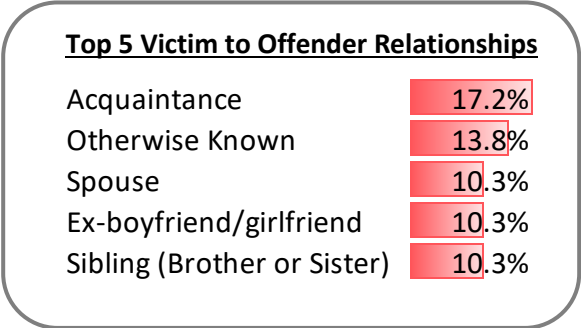 Top 5 Victim to Offender Relationships
Acquaintance 17.2%
Otherwise Known 13.8%
Spouse 10.3%
Ex-boyfriend/girlfriend 10.3%
Sibling (Brother or Sister) 10.3%